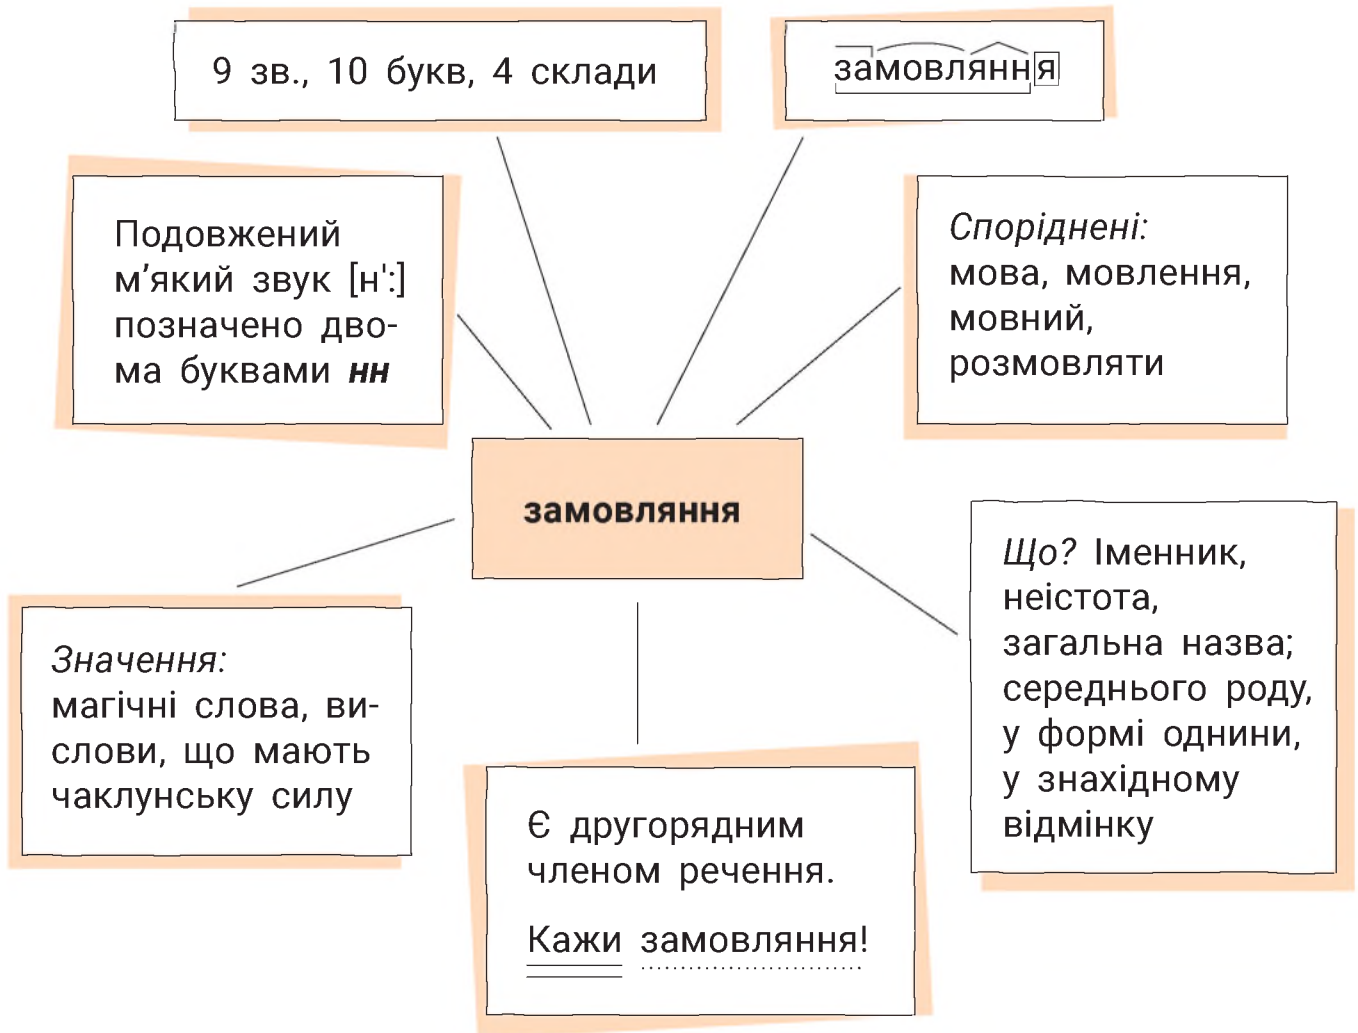 9 зв., 10 букв, 4 склади
замовляння
Подовжений
м’який звук [н':]
позначено дво-
ма буквами нн
Споріднені:
мова, мовлення,
мовний,
розмовляти
замовляння
Що? Іменник,
неістота,
загальна назва;
середнього роду,
у формі однини,
у знахідному
відмінку
Значення:
магічні слова, ви-
слови, що мають
чаклунську силу
Є другорядним
членом речення.
Кажи замовляння!